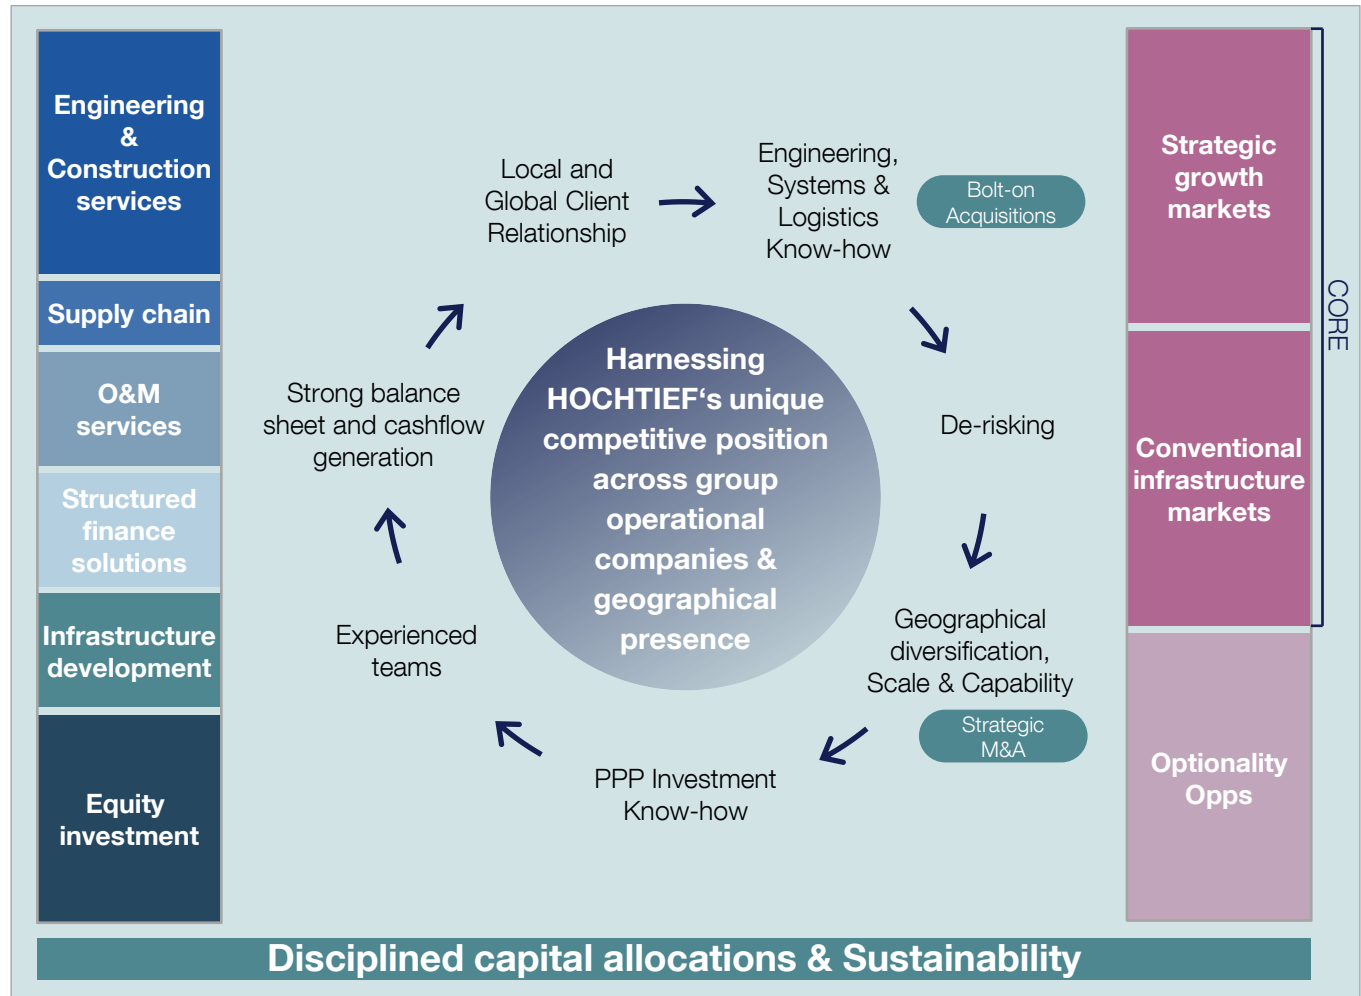 Engineering
&
Construction
services
Supply chain
O&M
services
Structured
finance
solutions
Infrastructure
development
Equity
investment
Local and
Global Client
Relationship
Engineering,
Systems &
Logistics
Know-how
Bolt-on
Acquisitions
De-risking
Geographical
diversification,
Scale & Capability
Strategic
M&A
PPP Investment
Know-how
Experienced
teams
Strong balance
sheet and cashflow
generation
Harnessing
HOCHTIEF‘s unique
competitive position
across group
operational
companies &
geographical
presence
Strategic
growth
markets
Conventional
infrastructure
markets
Optionality
Opps
CORE
Disciplined capital allocations & Sustainability